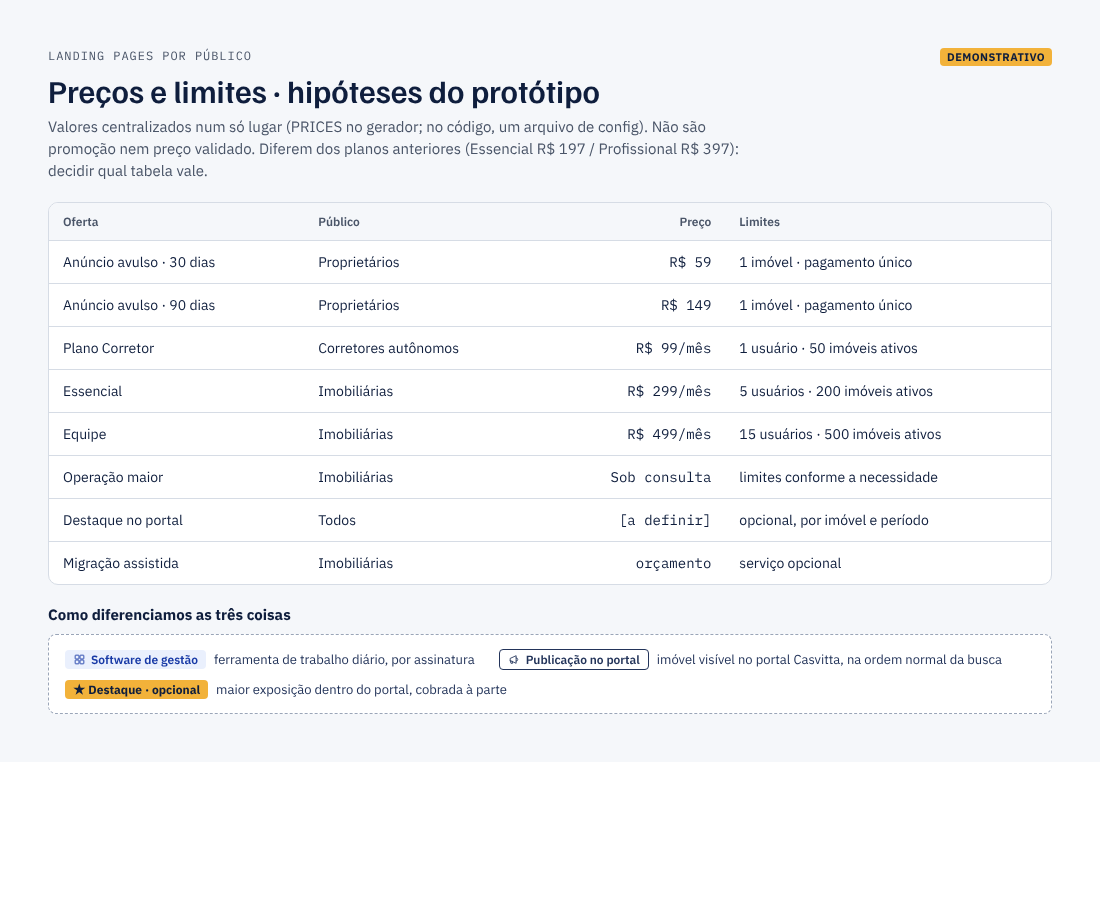 LANDING PAGES POR PÚBLICO
DEMONSTRATIVO
Preços e limites · hipóteses do protótipo
Valores centralizados num só lugar (PRICES no gerador; no código, um arquivo de config). Não são
promoção nem preço validado. Diferem dos planos anteriores (Essencial R$ 197 / Profissional R$ 397):
decidir qual tabela vale.
Oferta Público Preço Limites
Anúncio avulso · 30 dias Proprietários R$ 59 1 imóvel · pagamento único
Anúncio avulso · 90 dias Proprietários R$ 149 1 imóvel · pagamento único
Plano Corretor Corretores autônomos R$ 99/mês 1 usuário · 50 imóveis ativos
Essencial Imobiliárias R$ 299/mês 5 usuários · 200 imóveis ativos
Equipe Imobiliárias R$ 499/mês 15 usuários · 500 imóveis ativos
Operação maior Imobiliárias Sob consulta limites conforme a necessidade
Destaque no portal Todos [a definir] opcional, por imóvel e período
Migração assistida Imobiliárias orçamento serviço opcional
Como diferenciamos as três coisas
Software de gestão ferramenta de trabalho diário, por assinatura Publicação no portal imóvel visível no portal Casvitta, na ordem normal da busca
★ Destaque · opcional maior exposição dentro do portal, cobrada à parte